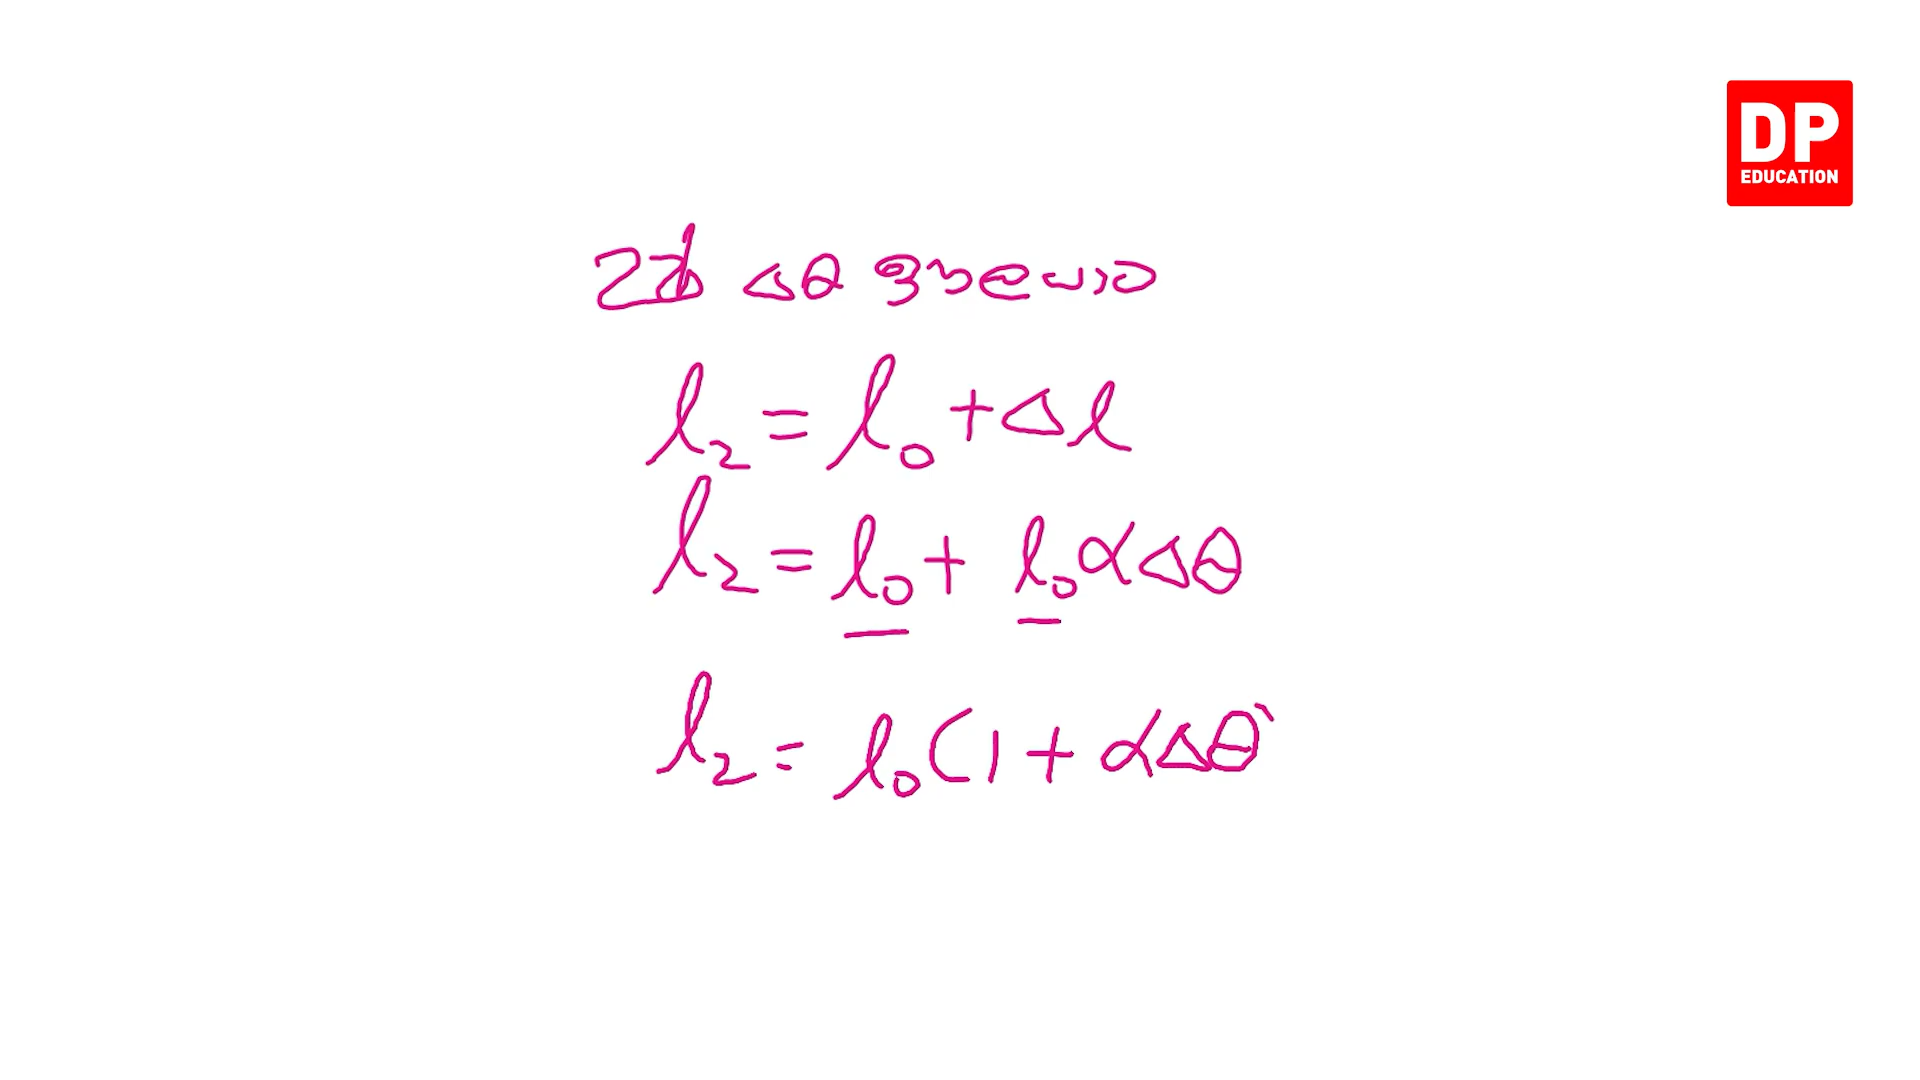 DP
EDUCATION
Δθ
l₂ = l₀ + Δl
l₂ = l₀ + l₀αΔθ
l₂ = l₀(1 + αΔθ